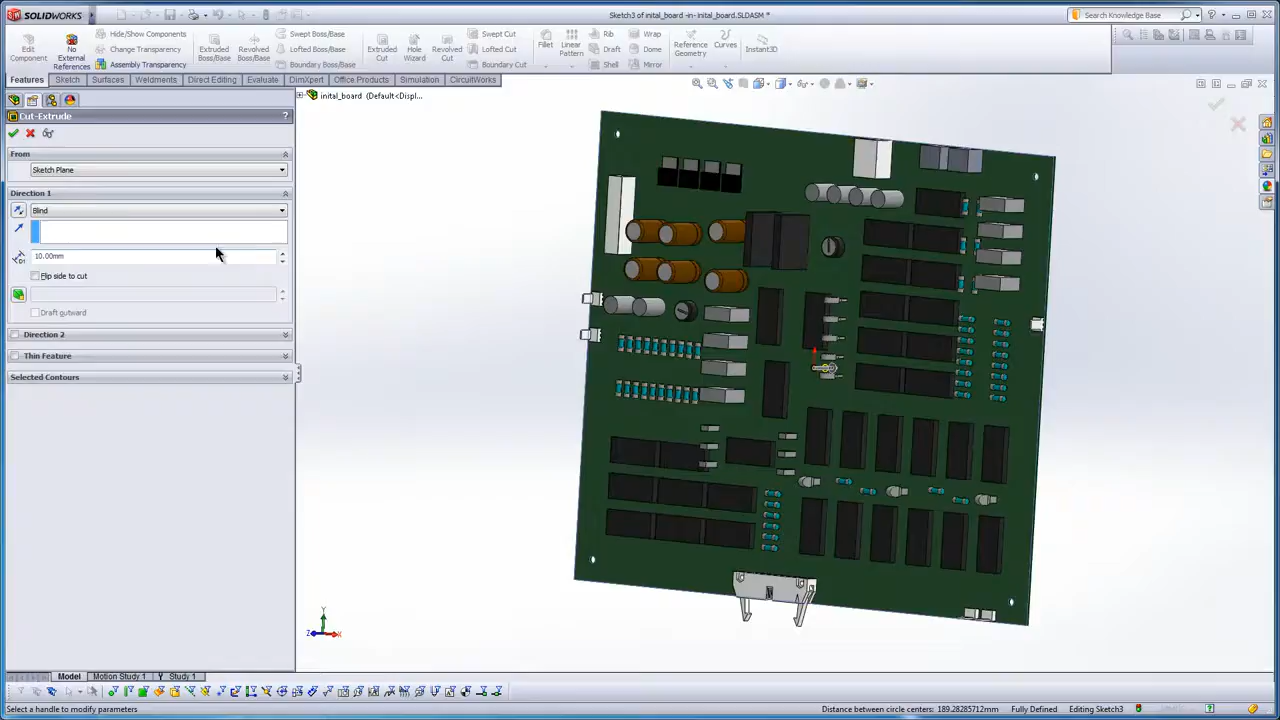 SOLIDWORKS
Sketch3 of inital_board -in- inital_board.SLDASM *
Search Knowledge Base
Edit Component
No External References
Hide/Show Components
Change Transparency
Assembly Transparency
Extruded Boss/Base
Revolved Boss/Base
Swept Boss/Base
Lofted Boss/Base
Boundary Boss/Base
Extruded Cut
Hole Wizard
Revolved Cut
Swept Cut
Lofted Cut
Boundary Cut
Fillet
Linear Pattern
Rib
Draft
Shell
Wrap
Dome
Mirror
Reference Geometry
Curves
Instant3D
Features
Sketch
Surfaces
Weldments
Direct Editing
Evaluate
DimXpert
Office Products
Simulation
CircuitWorks
inital_board (Default<Displ...
Cut-Extrude
?
From
Sketch Plane
Direction 1
Blind
10.00mm
Flip side to cut
Draft outward
Direction 2
Thin Feature
Selected Contours
Y
Z
X
Model
Motion Study 1
Study 1
Select a handle to modify parameters
Distance between circle centers: 189.28285712mm
Fully Defined
Editing Sketch3